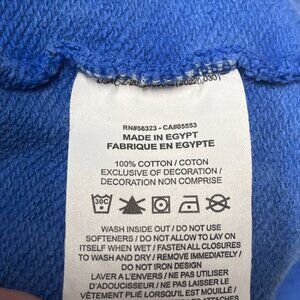 RN#56323 - CA#05553
MADE IN EGYPT
FABRIQUE EN EGYPTE
100% COTTON / COTON
EXCLUSIVE OF DECORATION /
DECORATION NON COMPRISE
30C
WASH INSIDE OUT / DO NOT USE
SOFTENERS / DO NOT ALLOW TO LAY ON
ITSELF WHEN WET / FASTEN ALL CLOSURES
TO WASH AND DRY / REMOVE IMMEDIATELY /
DO NOT IRON DESIGN
LAVER A L'ENVERS / NE PAS UTILISER
D'ADOUCISSEUR / NE PAS LAISSER LE
VÊTEMENT PLIÉ LORSQU'IL EST MOUILLÉ /